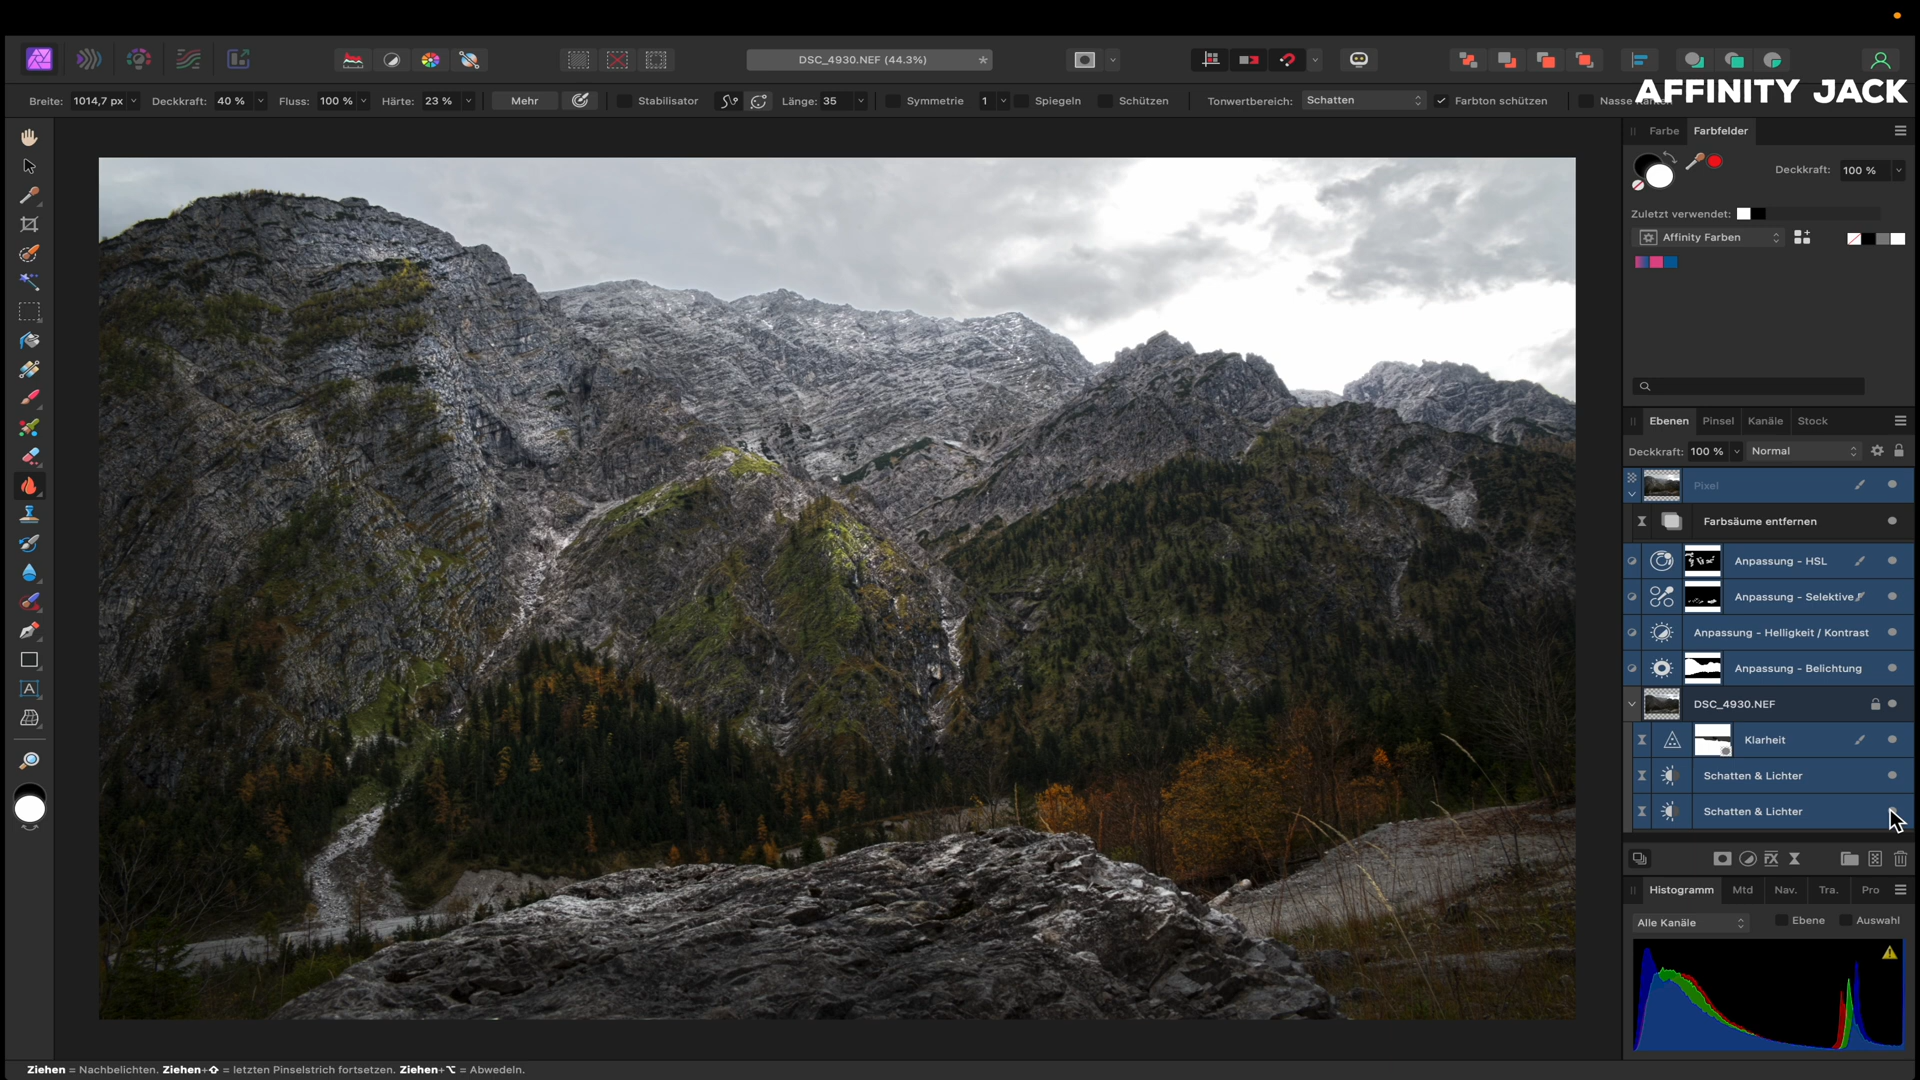 DSC_4930.NEF (44.3%)
*
AFFINITY JACK
Breite: 1014,7 px Deckkraft: 40 % Fluss: 100 % Härte: 23 % Mehr Stabilisator Länge: 35 Symmetrie 1 Spiegeln Schützen Tonwertbereich: Schatten Farbton schützen
Farbe Farbfelder
Deckkraft: 100 %
Zuletzt verwendet:
Affinity Farben
Ebenen Pinsel Kanäle Stock
Deckkraft: 100 % Normal
Pixel
Farbsäume entfernen
Anpassung - HSL
Anpassung - Selektive F
Anpassung - Helligkeit / Kontrast
Anpassung - Belichtung
DSC_4930.NEF
Klarheit
Schatten & Lichter
Schatten & Lichter
Histogramm Mtd Nav. Tra. Pro
Alle Kanäle Ebene Auswahl
Ziehen = Nachbelichten. Ziehen+⇧ = letzten Pinselstrich fortsetzen. Ziehen+⌥ = Abwedeln.